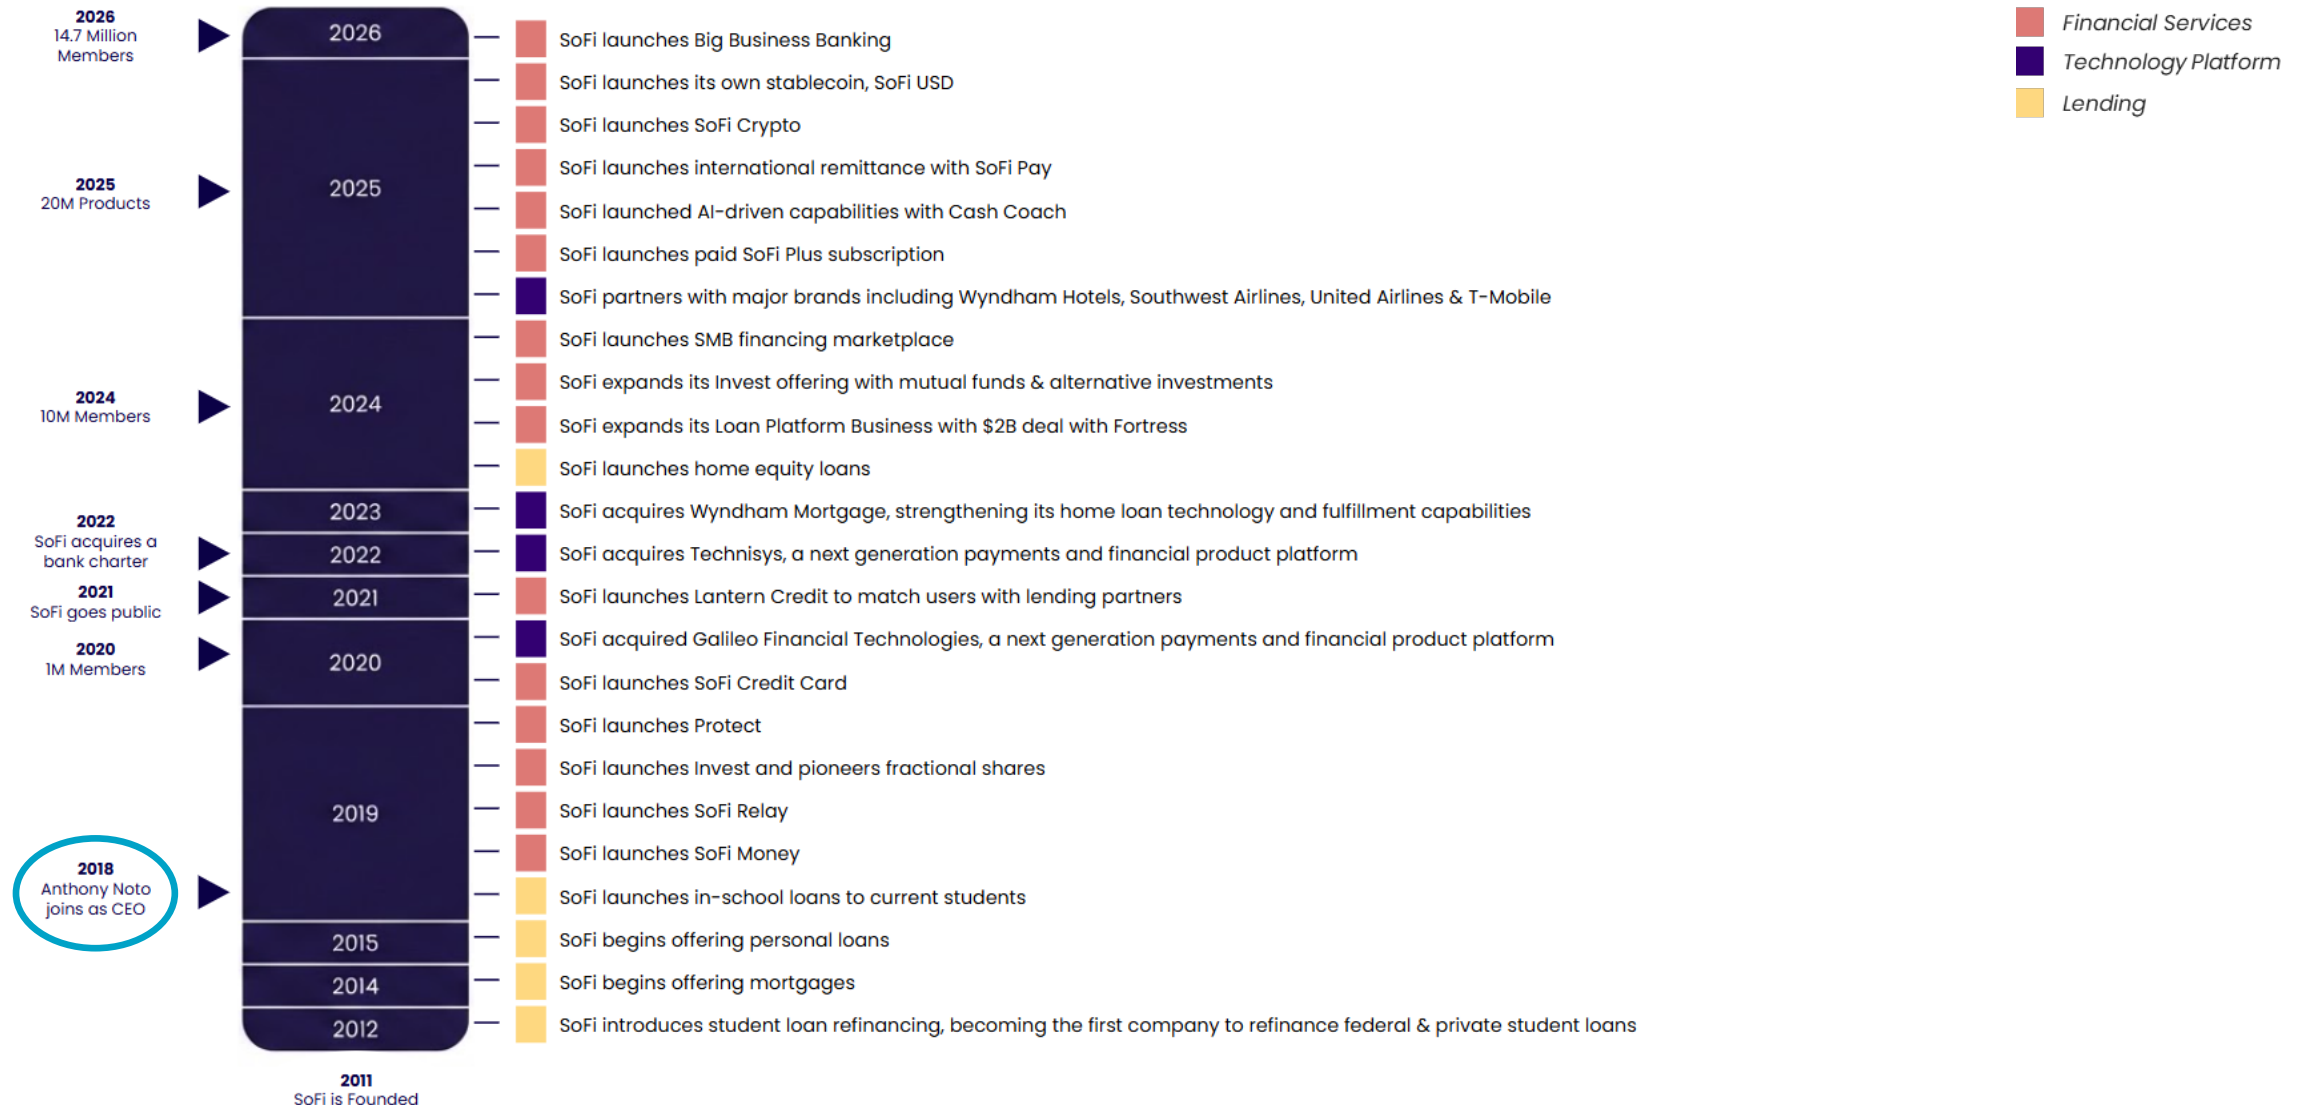 2026
14.7 Million
Members
2025
20M Products
2024
10M Members
2022
SoFi acquires a
bank charter
2021
SoFi goes public
2020
1M Members
2018
Anthony Noto
joins as CEO
2026
2025
2024
2023
2022
2021
2020
2019
2015
2014
2012
2011
SoFi is Founded
SoFi launches Big Business Banking
SoFi launches its own stablecoin, SoFi USD
SoFi launches SoFi Crypto
SoFi launches international remittance with SoFi Pay
SoFi launched AI-driven capabilities with Cash Coach
SoFi launches paid SoFi Plus subscription
SoFi partners with major brands including Wyndham Hotels, Southwest Airlines, United Airlines & T-Mobile
SoFi launches SMB financing marketplace
SoFi expands its Invest offering with mutual funds & alternative investments
SoFi expands its Loan Platform Business with $2B deal with Fortress
SoFi launches home equity loans
SoFi acquires Wyndham Mortgage, strengthening its home loan technology and fulfillment capabilities
SoFi acquires Technisys, a next generation payments and financial product platform
SoFi launches Lantern Credit to match users with lending partners
SoFi acquired Galileo Financial Technologies, a next generation payments and financial product platform
SoFi launches SoFi Credit Card
SoFi launches Protect
SoFi launches Invest and pioneers fractional shares
SoFi launches SoFi Relay
SoFi launches SoFi Money
SoFi launches in-school loans to current students
SoFi begins offering personal loans
SoFi begins offering mortgages
SoFi introduces student loan refinancing, becoming the first company to refinance federal & private student loans
Financial Services
Technology Platform
Lending